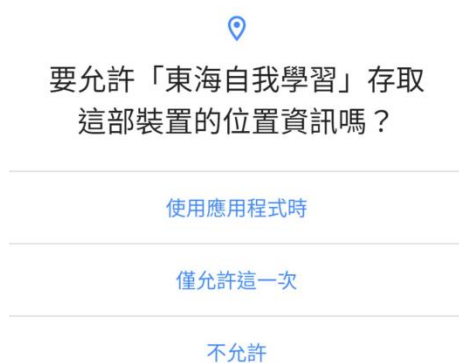 要允許「東海自我學習」存取
這部裝置的位置資訊嗎？
使用應用程式時
僅允許這一次
不允許